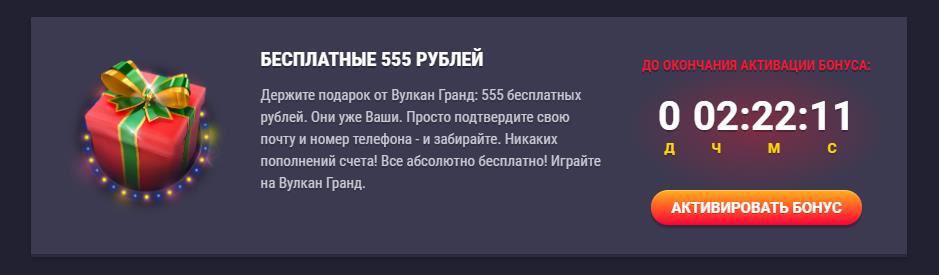 БЕСПЛАТНЫЕ 555 РУБЛЕЙ
Держите подарок от Вулкан Гранд: 555 бесплатных
рублей. Они уже Ваши. Просто подтвердите свою
почту и номер телефона - и забирайте. Никаких
пополнений счета! Все абсолютно бесплатно! Играйте
на Вулкан Гранд.
ДО ОКОНЧАНИЯ АКТИВАЦИИ БОНУСА:
0 02:22:11
Д Ч М С
АКТИВИРОВАТЬ БОНУС